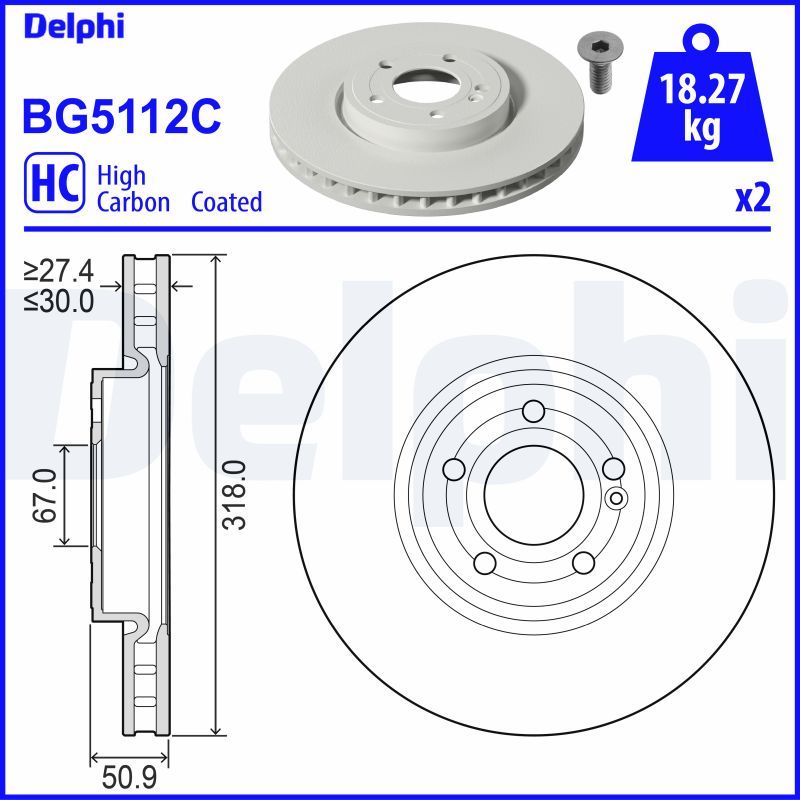 Delphi
BG5112C
HC High
Carbon Coated
18.27
kg
x2
≥27.4
≤30.0
67.0
318.0
50.9
Delphi